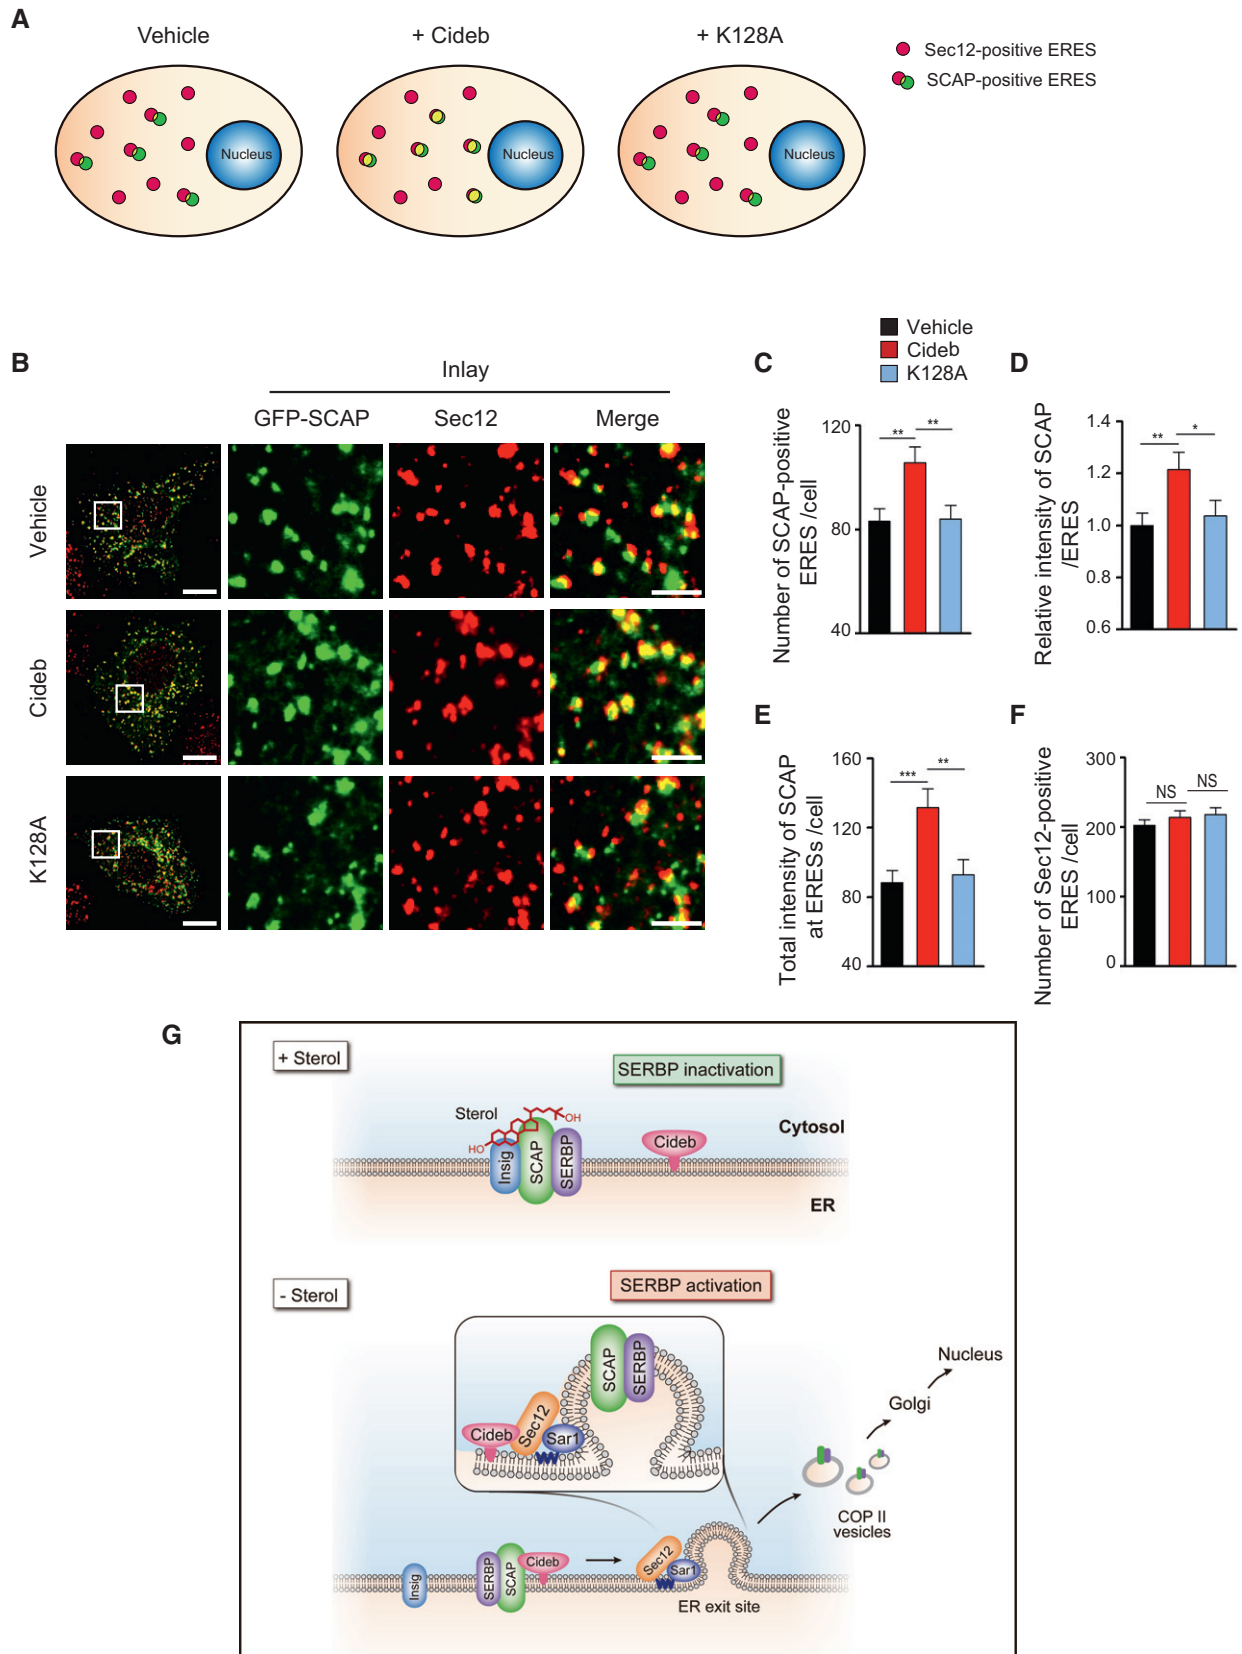 A
Vehicle
+ Cideb
+ K128A
Sec12-positive ERES
SCAP-positive ERES
Nucleus
Nucleus
Nucleus
B
Inlay
GFP-SCAP
Sec12
Merge
Vehicle
Cideb
K128A
Vehicle
Cideb
K128A
C
Number of SCAP-positive
ERES /cell
120
80
40
**
**
D
Relative intensity of SCAP
/ERES
1.4
1.2
1.0
0.8
0.6
**
*
E
Total intensity of SCAP
at ERESs /cell
160
120
80
40
***
**
F
Number of Sec12-positive
ERES /cell
300
200
100
0
NS
NS
G
+ Sterol
SERBP inactivation
Sterol
OH
HO
Insig
SCAP
SERBP
Cideb
Cytosol
ER
- Sterol
SERBP activation
SCAP
SERBP
Cideb
Sec12
Sar1
Nucleus
Golgi
COP II
vesicles
Insig
SERBP
SCAP
Cideb
Sec12
Sar1
ER exit site